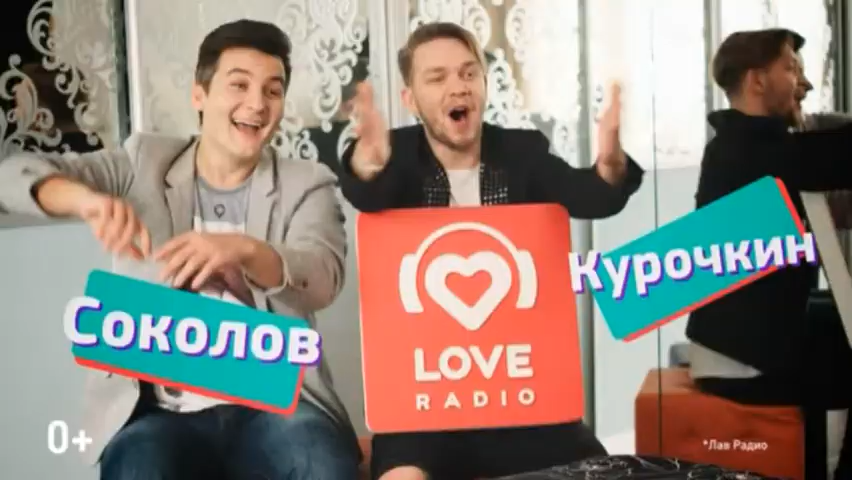 Соколов
Курочкин
LOVE
RADIO
0+
*Лав Радио